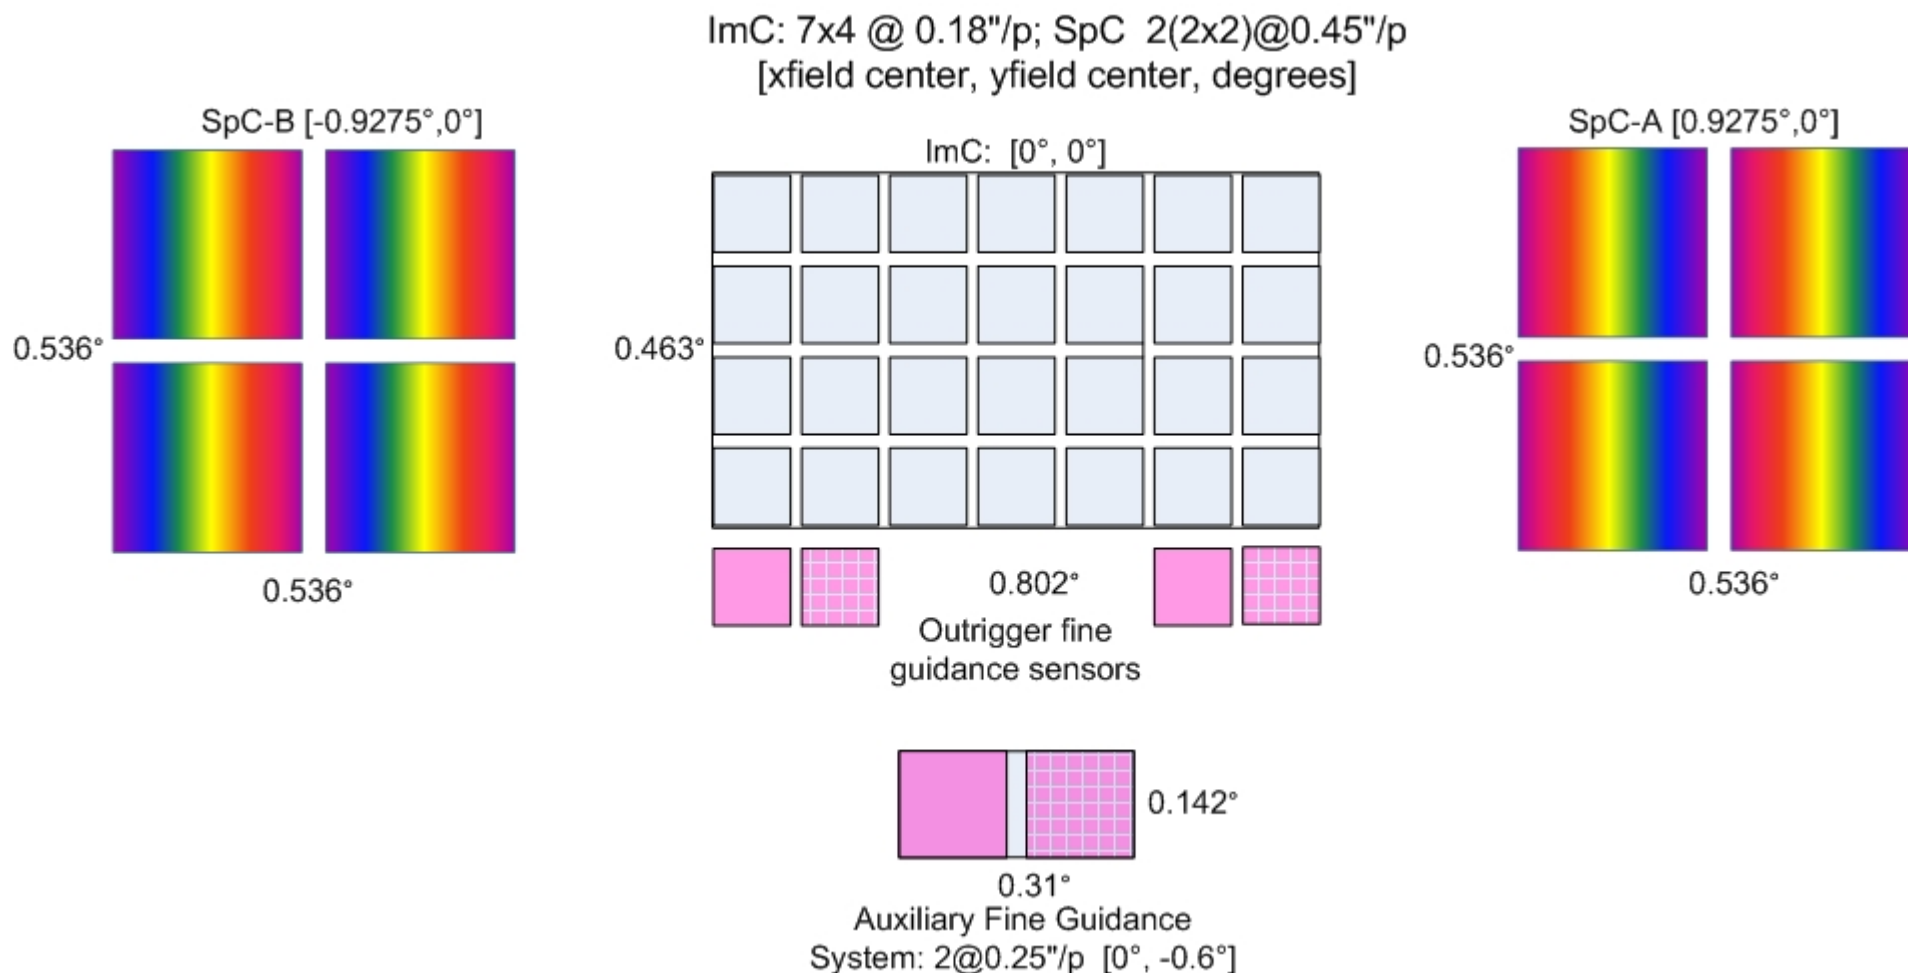 ImC: 7x4 @ 0.18"/p; SpC 2(2x2)@0.45"/p
[xfield center, yfield center, degrees]
SpC-B [-0.9275°,0°]
SpC-A [0.9275°,0°]
ImC: [0°, 0°]
0.536°
0.463°
0.536°
0.536°
0.802°
0.536°
Outrigger fine
guidance sensors
0.142°
0.31°
Auxiliary Fine Guidance
System: 2@0.25"/p [0°, -0.6°]